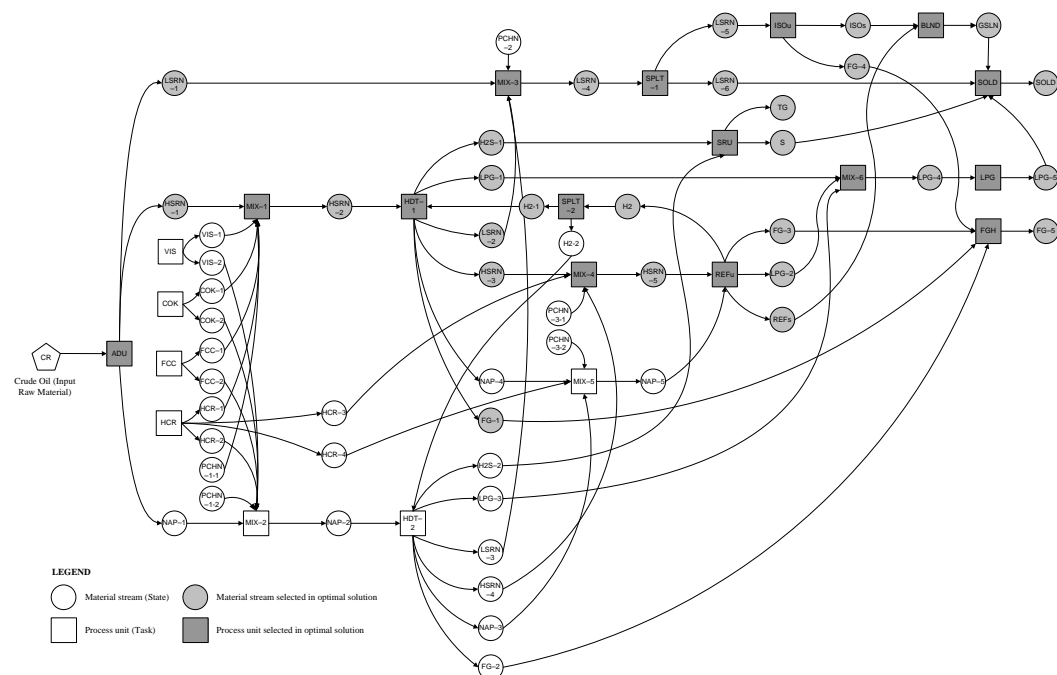 LSRN
–5
ISOu
ISOs
BLND
GSLN
PCHN
–2
FG–4
LSRN
–1
MIX–3
LSRN
–4
SPLT
–1
LSRN
–6
SOLD
SOLD
TG
H2S–1
SRU
S
LPG–1
MIX–6
LPG–4
LPG
LPG–5
HSRN
–1
MIX–1
HSRN
–2
HDT–
1
H2-1
SPLT
–2
H2
VIS–1
LSRN
–2
H2-2
FG–3
FGH
FG–5
VIS
VIS–2
HSRN
–3
MIX–4
HSRN
–5
REFu
LPG–2
COK–1
COK
COK–2
PCHN
–3-1
REFs
PCHN
–3-2
CR
ADU
FCC–1
FCC
FCC–2
NAP–4
MIX–5
NAP–5
Crude Oil (Input
Raw Material)
HCR–1
HCR–3
HCR
FG–1
HCR–2
HCR–4
PCHN
–1-1
H2S–2
PCHN
–1-2
LPG–3
NAP–1
MIX–2
NAP–2
HDT–
2
LSRN
–3
LEGEND
HSRN
–4
Material stream (State)
Material stream selected in optimal solution
Process unit (Task)
Process unit selected in optimal solution
NAP–3
FG–2